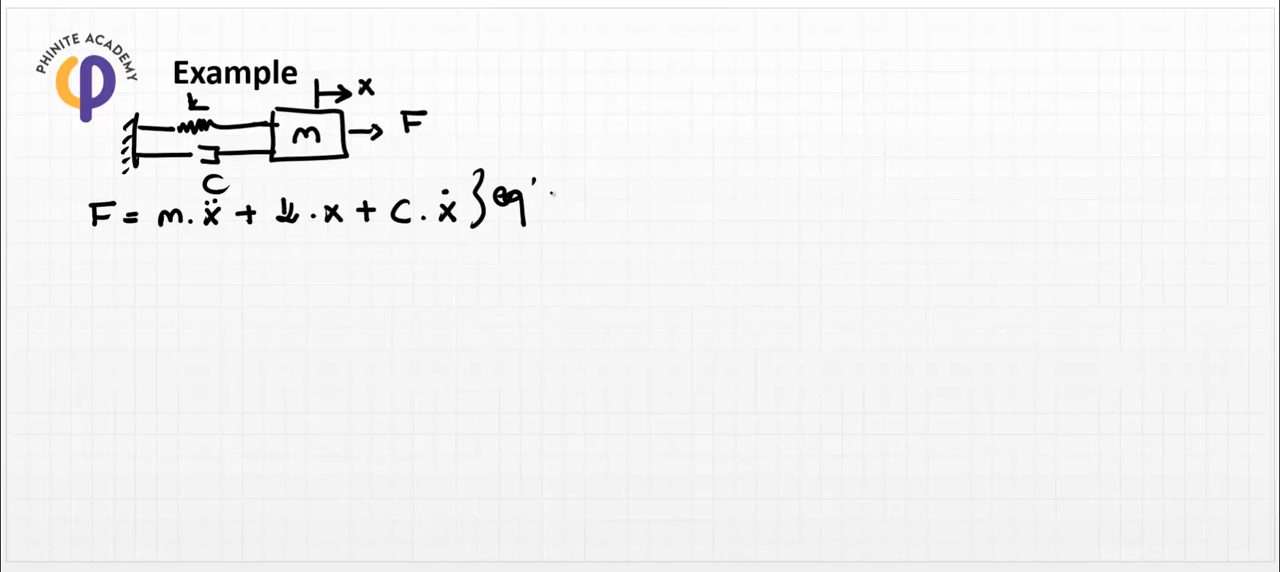 PHINITE ACADEMY
Example
x
k
m
F
C
F = m. ẍ + k . x + C . ẋ } eq'